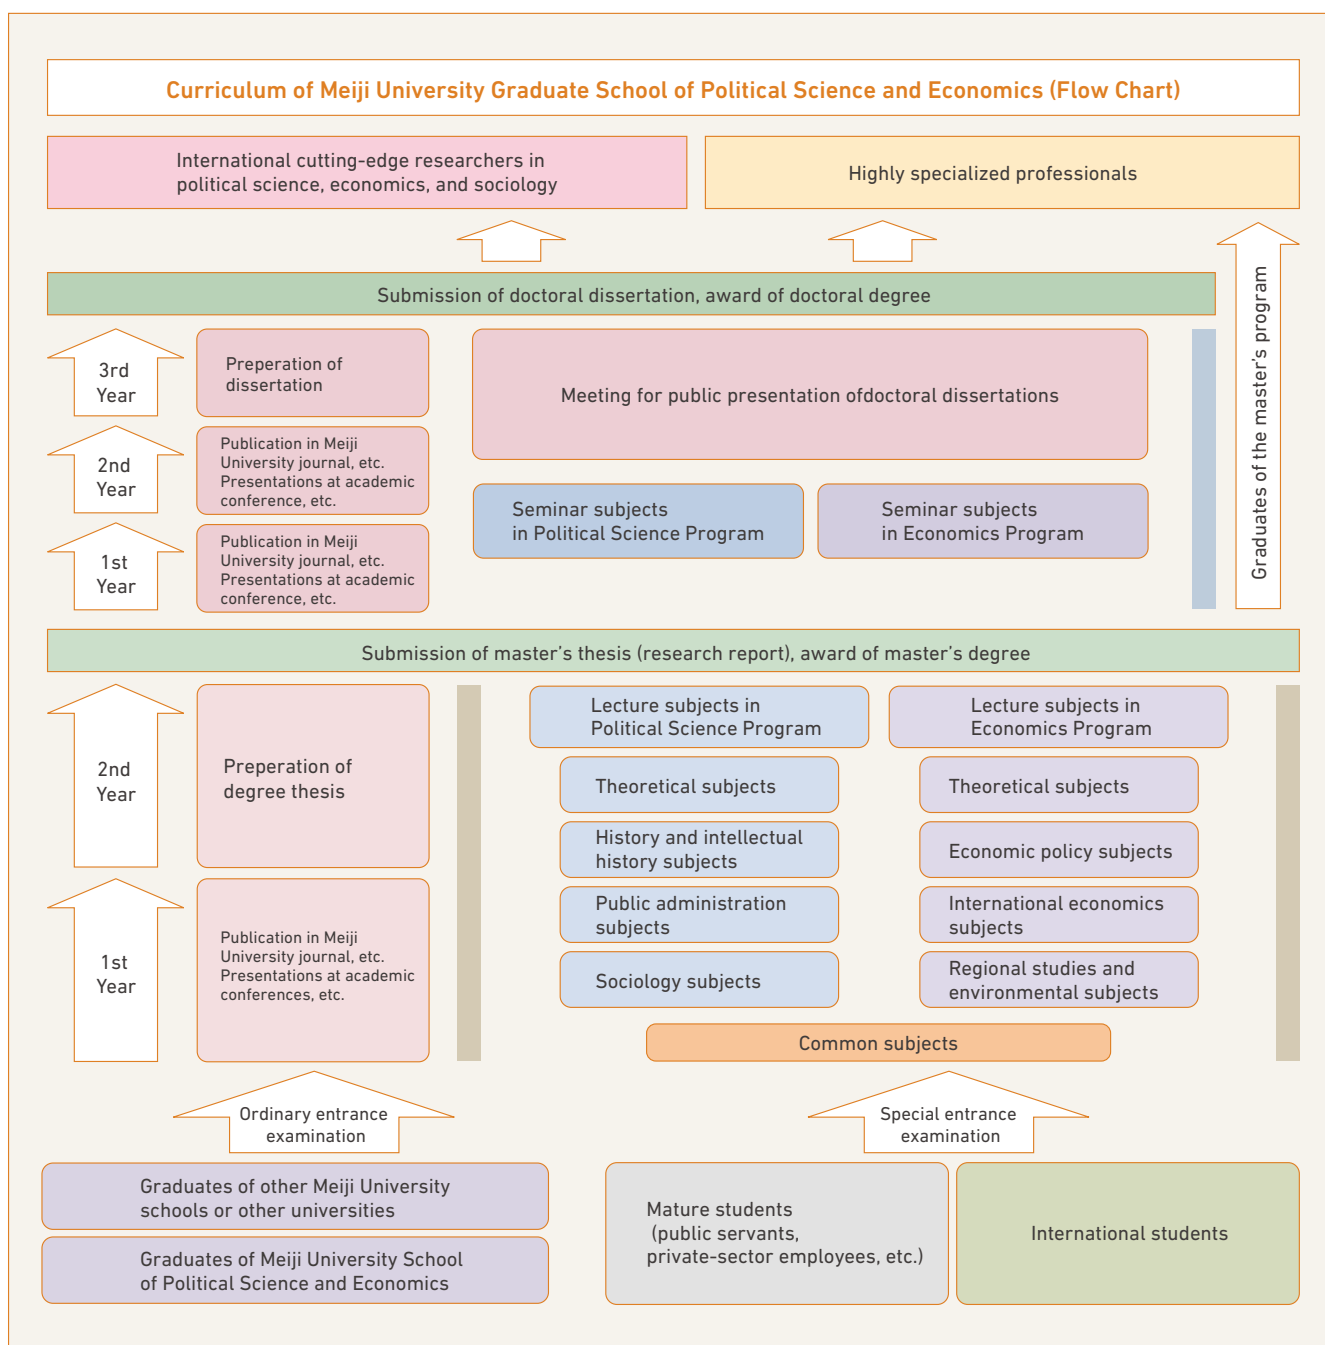 Curriculum of Meiji University Graduate School of Political Science and Economics (Flow Chart)
International cutting-edge researchers in
political science, economics, and sociology
Highly specialized professionals
Graduates of the master's program
Submission of doctoral dissertation, award of doctoral degree
3rd
Year
Preperation of
dissertation
Meeting for public presentation ofdoctoral dissertations
2nd
Year
Publication in Meiji
University journal, etc.
Presentations at academic
conference, etc.
Seminar subjects
in Political Science Program
Seminar subjects
in Economics Program
1st
Year
Publication in Meiji
University journal, etc.
Presentations at academic
conference, etc.
Submission of master's thesis (research report), award of master's degree
2nd
Year
Preperation of
degree thesis
Lecture subjects in
Political Science Program
Lecture subjects in
Economics Program
Theoretical subjects
Theoretical subjects
History and intellectual
history subjects
Economic policy subjects
1st
Year
Publication in Meiji
University journal, etc.
Presentations at academic
conferences, etc.
Public administration
subjects
International economics
subjects
Sociology subjects
Regional studies and
environmental subjects
Common subjects
Ordinary entrance
examination
Special entrance
examination
Graduates of other Meiji University
schools or other universities
Graduates of Meiji University School
of Political Science and Economics
Mature students
(public servants,
private-sector employees, etc.)
International students